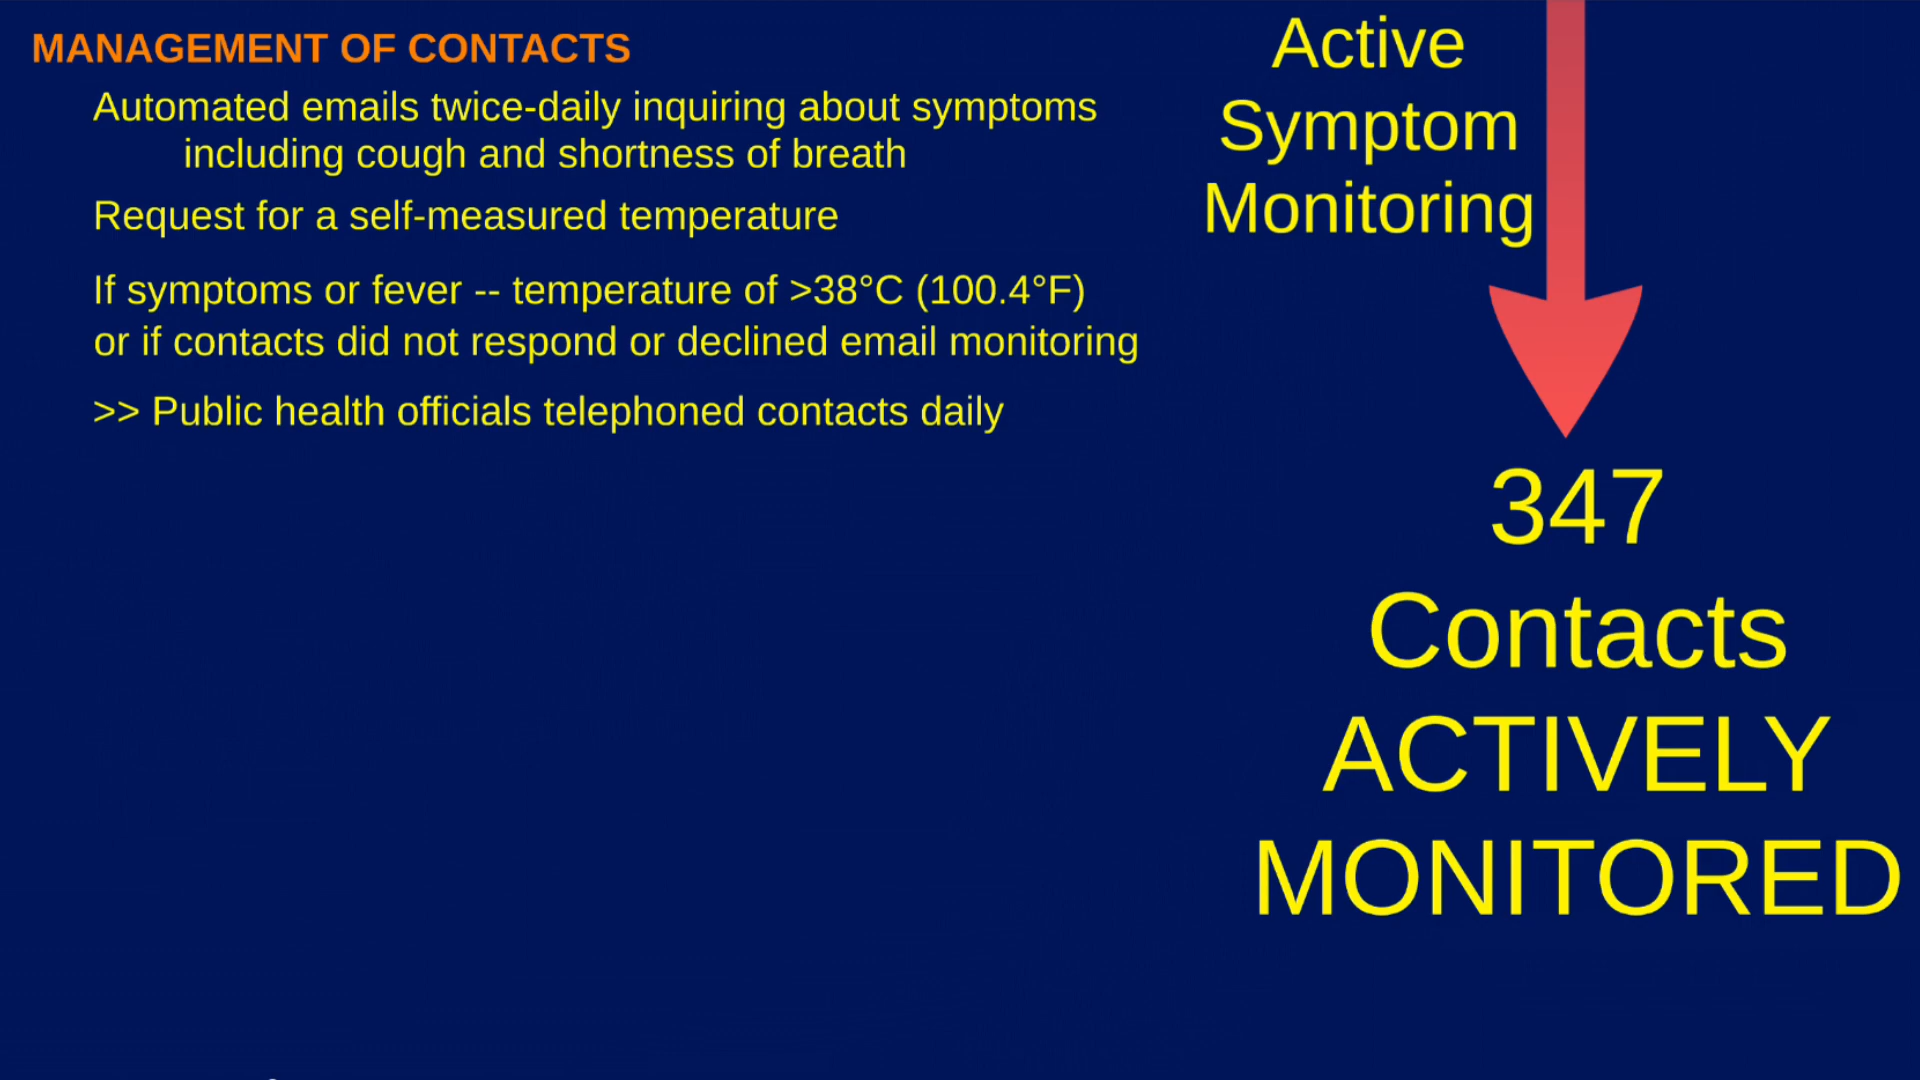 MANAGEMENT OF CONTACTS
Automated emails twice-daily inquiring about symptoms
including cough and shortness of breath
Request for a self-measured temperature
If symptoms or fever -- temperature of >38°C (100.4°F)
or if contacts did not respond or declined email monitoring
>> Public health officials telephoned contacts daily
Active
Symptom
Monitoring
347
Contacts
ACTIVELY
MONITORED